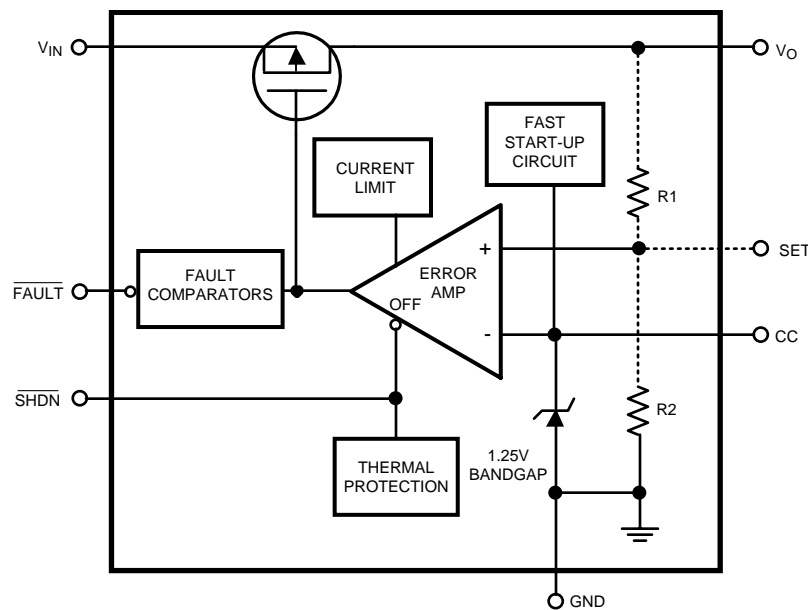 VIN
VO
FAST
START-UP
CIRCUIT
CURRENT
LIMIT
R1
+
SET
FAULT
FAULT
COMPARATORS
ERROR
AMP
OFF
-
CC
SHDN
R2
1.25V
BANDGAP
THERMAL
PROTECTION
GND